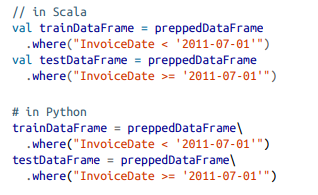 // in Scala
val trainDataFrame = preppedDataFrame
  .where("InvoiceDate < '2011-07-01'")
val testDataFrame = preppedDataFrame
  .where("InvoiceDate >= '2011-07-01'")
# in Python
trainDataFrame = preppedDataFrame\
  .where("InvoiceDate < '2011-07-01'")
testDataFrame = preppedDataFrame\
  .where("InvoiceDate >= '2011-07-01'")